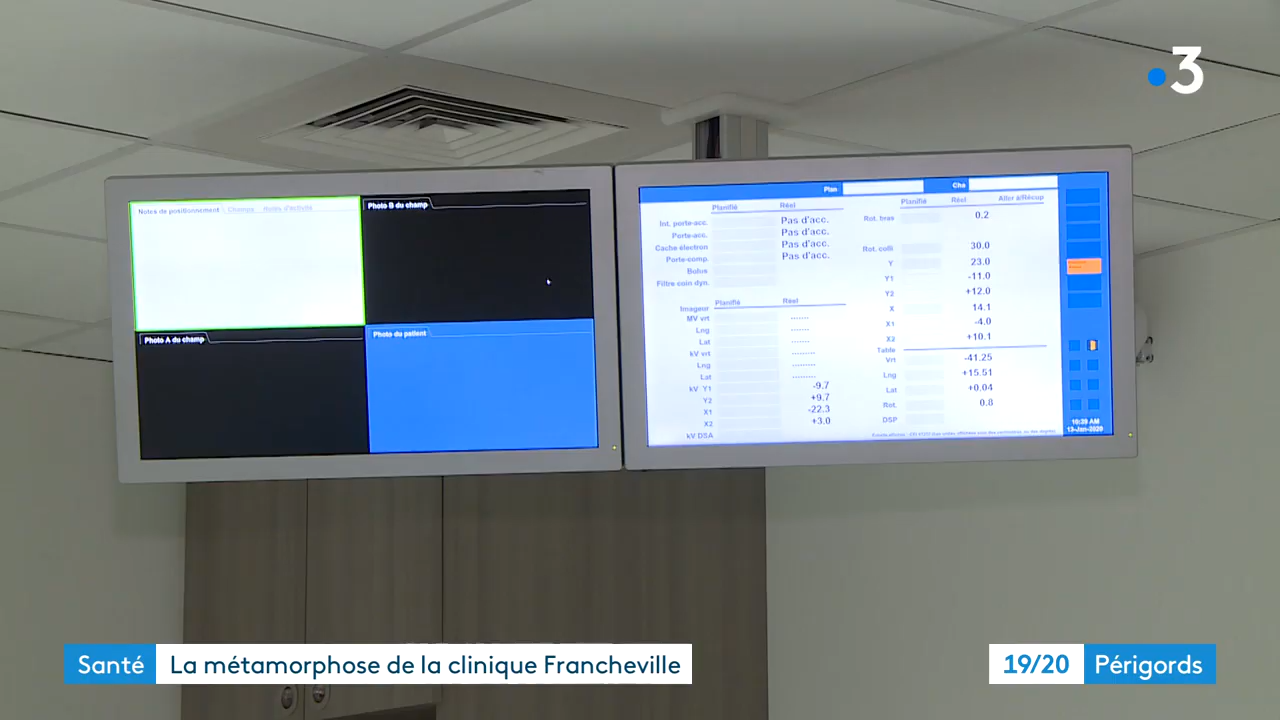 3
Notes de positionnement Champs Notes d'activité
Photo B du champ
Photo A du champ
Photo du patient
Plan
Cha
Planifié Réel
Int. porte-acc. Pas d'acc.
Porte-acc. Pas d'acc.
Cache électron Pas d'acc.
Porte-comp. Pas d'acc.
Bolus
Filtre coin dyn.
Planifié Réel
Imageur
MV vrt .......
Lng .......
Lat .......
kV vrt .........
Lng .........
Lat .........
kV Y1 -9.7
Y2 +9.7
X1 -22.3
X2 +3.0
kV DSA
Planifié Réel Aller à/Récup
Rot. bras 0.2
Rot. colli 30.0
Y 23.0
Y1 -11.0
Y2 +12.0
X 14.1
X1 -4.0
X2 +10.1
Table
Vrt -41.25
Lng +15.51
Lat +0.04
Rot. 0.8
DSP
10:39 AM
13-Jan-2020
Santé La métamorphose de la clinique Francheville
19/20 Périgords